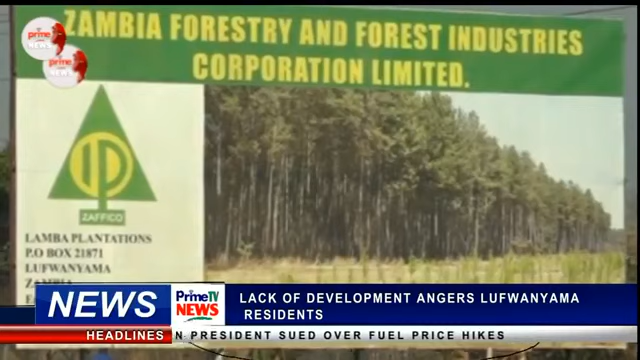 prime
NEWS
prime
NEWS
ZAMBIA FORESTRY AND FOREST INDUSTRIES
CORPORATION LIMITED.
ZAFFICO
LAMBA PLANTATIONS
P.O BOX 21871
LUFWANYAMA
NEWS
PrimeTV
NEWS
LACK OF DEVELOPMENT ANGERS LUFWANYAMA
RESIDENTS
HEADLINES
N PRESIDENT SUED OVER FUEL PRICE HIKES